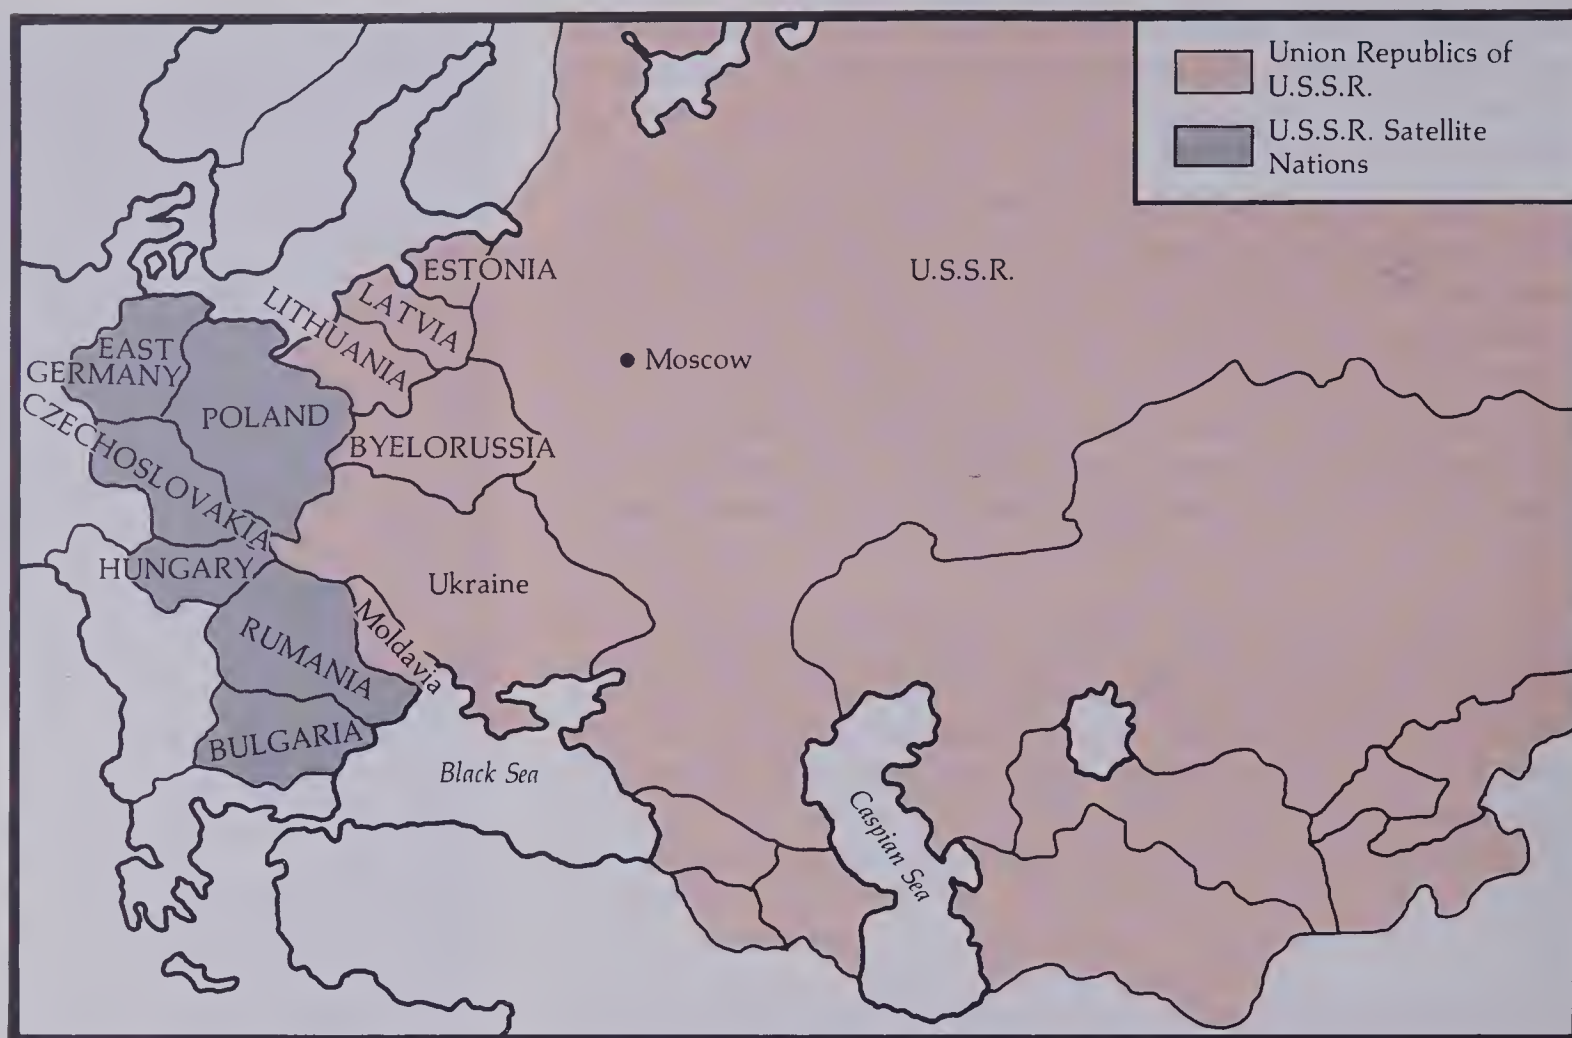 Union Republics of
U.S.S.R.
U.S.S.R. Satellite
Nations
ESTONIA
U.S.S.R.
LATVIA
LITHUANIA
EAST
GERMANY
Moscow
POLAND
CZECHOSLOVAKIA
BYELORUSSIA
HUNGARY
Ukraine
RUMANIA
Moldavia
BULGARIA
Black Sea
Caspian Sea